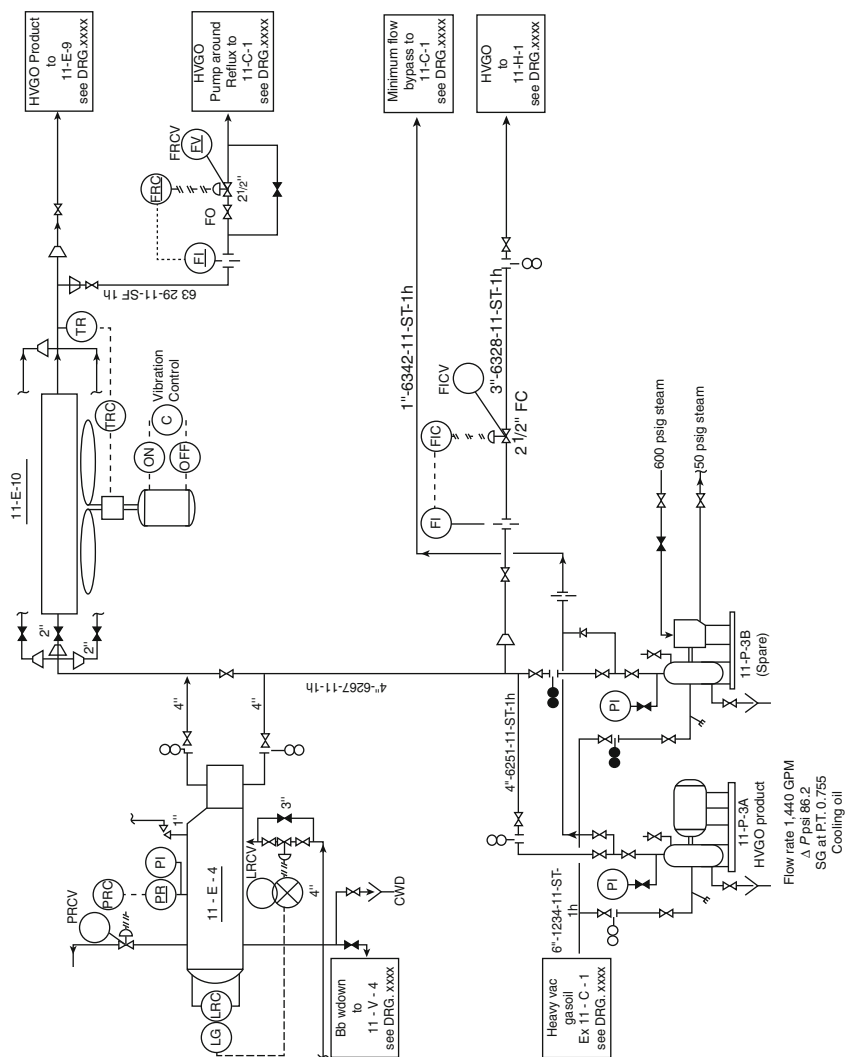 HVGO Product
to
11-E-9
see DRG.xxxx
HVGO
Pump around
Reflux to
11-C-1
see DRG.xxxx
Minimum flow
bypass to
11-C-1
see DRG.xxxx
HVGO
to
11-H-1
see DRG.xxxx
FRCV
FV
FRC
2 1/2"
FO
FI
63 29-11-SF 1h
TR
TRC
Vibration
Control
C
ON
OFF
11-E-10
2"
2"
1"-6342-11-ST-1h
3"-6328-11-ST-1h
FICV
FIC
2 1/2" FC
FI
600 psig steam
50 psig steam
4"-6267-11-1h
4"
4"
4"-6251-11-ST-1h
PI
11-P-3B
(Spare)
PI
11-P-3A
HVGO product
Flow rate 1,440 GPM
Δ P psi 86.2
SG at P.T. 0.755
Cooling oil
6"-1234-11-ST-
1h
Heavy vac
gasoil
Ex 11 - C - 1
see DRG. xxxx
1"
PI
PR
PRC
PRCV
11 - E - 4
3"
LRCV
4"
CWD
LRC
LG
Bb wdown
to
11 - V - 4
see DRG. xxxx